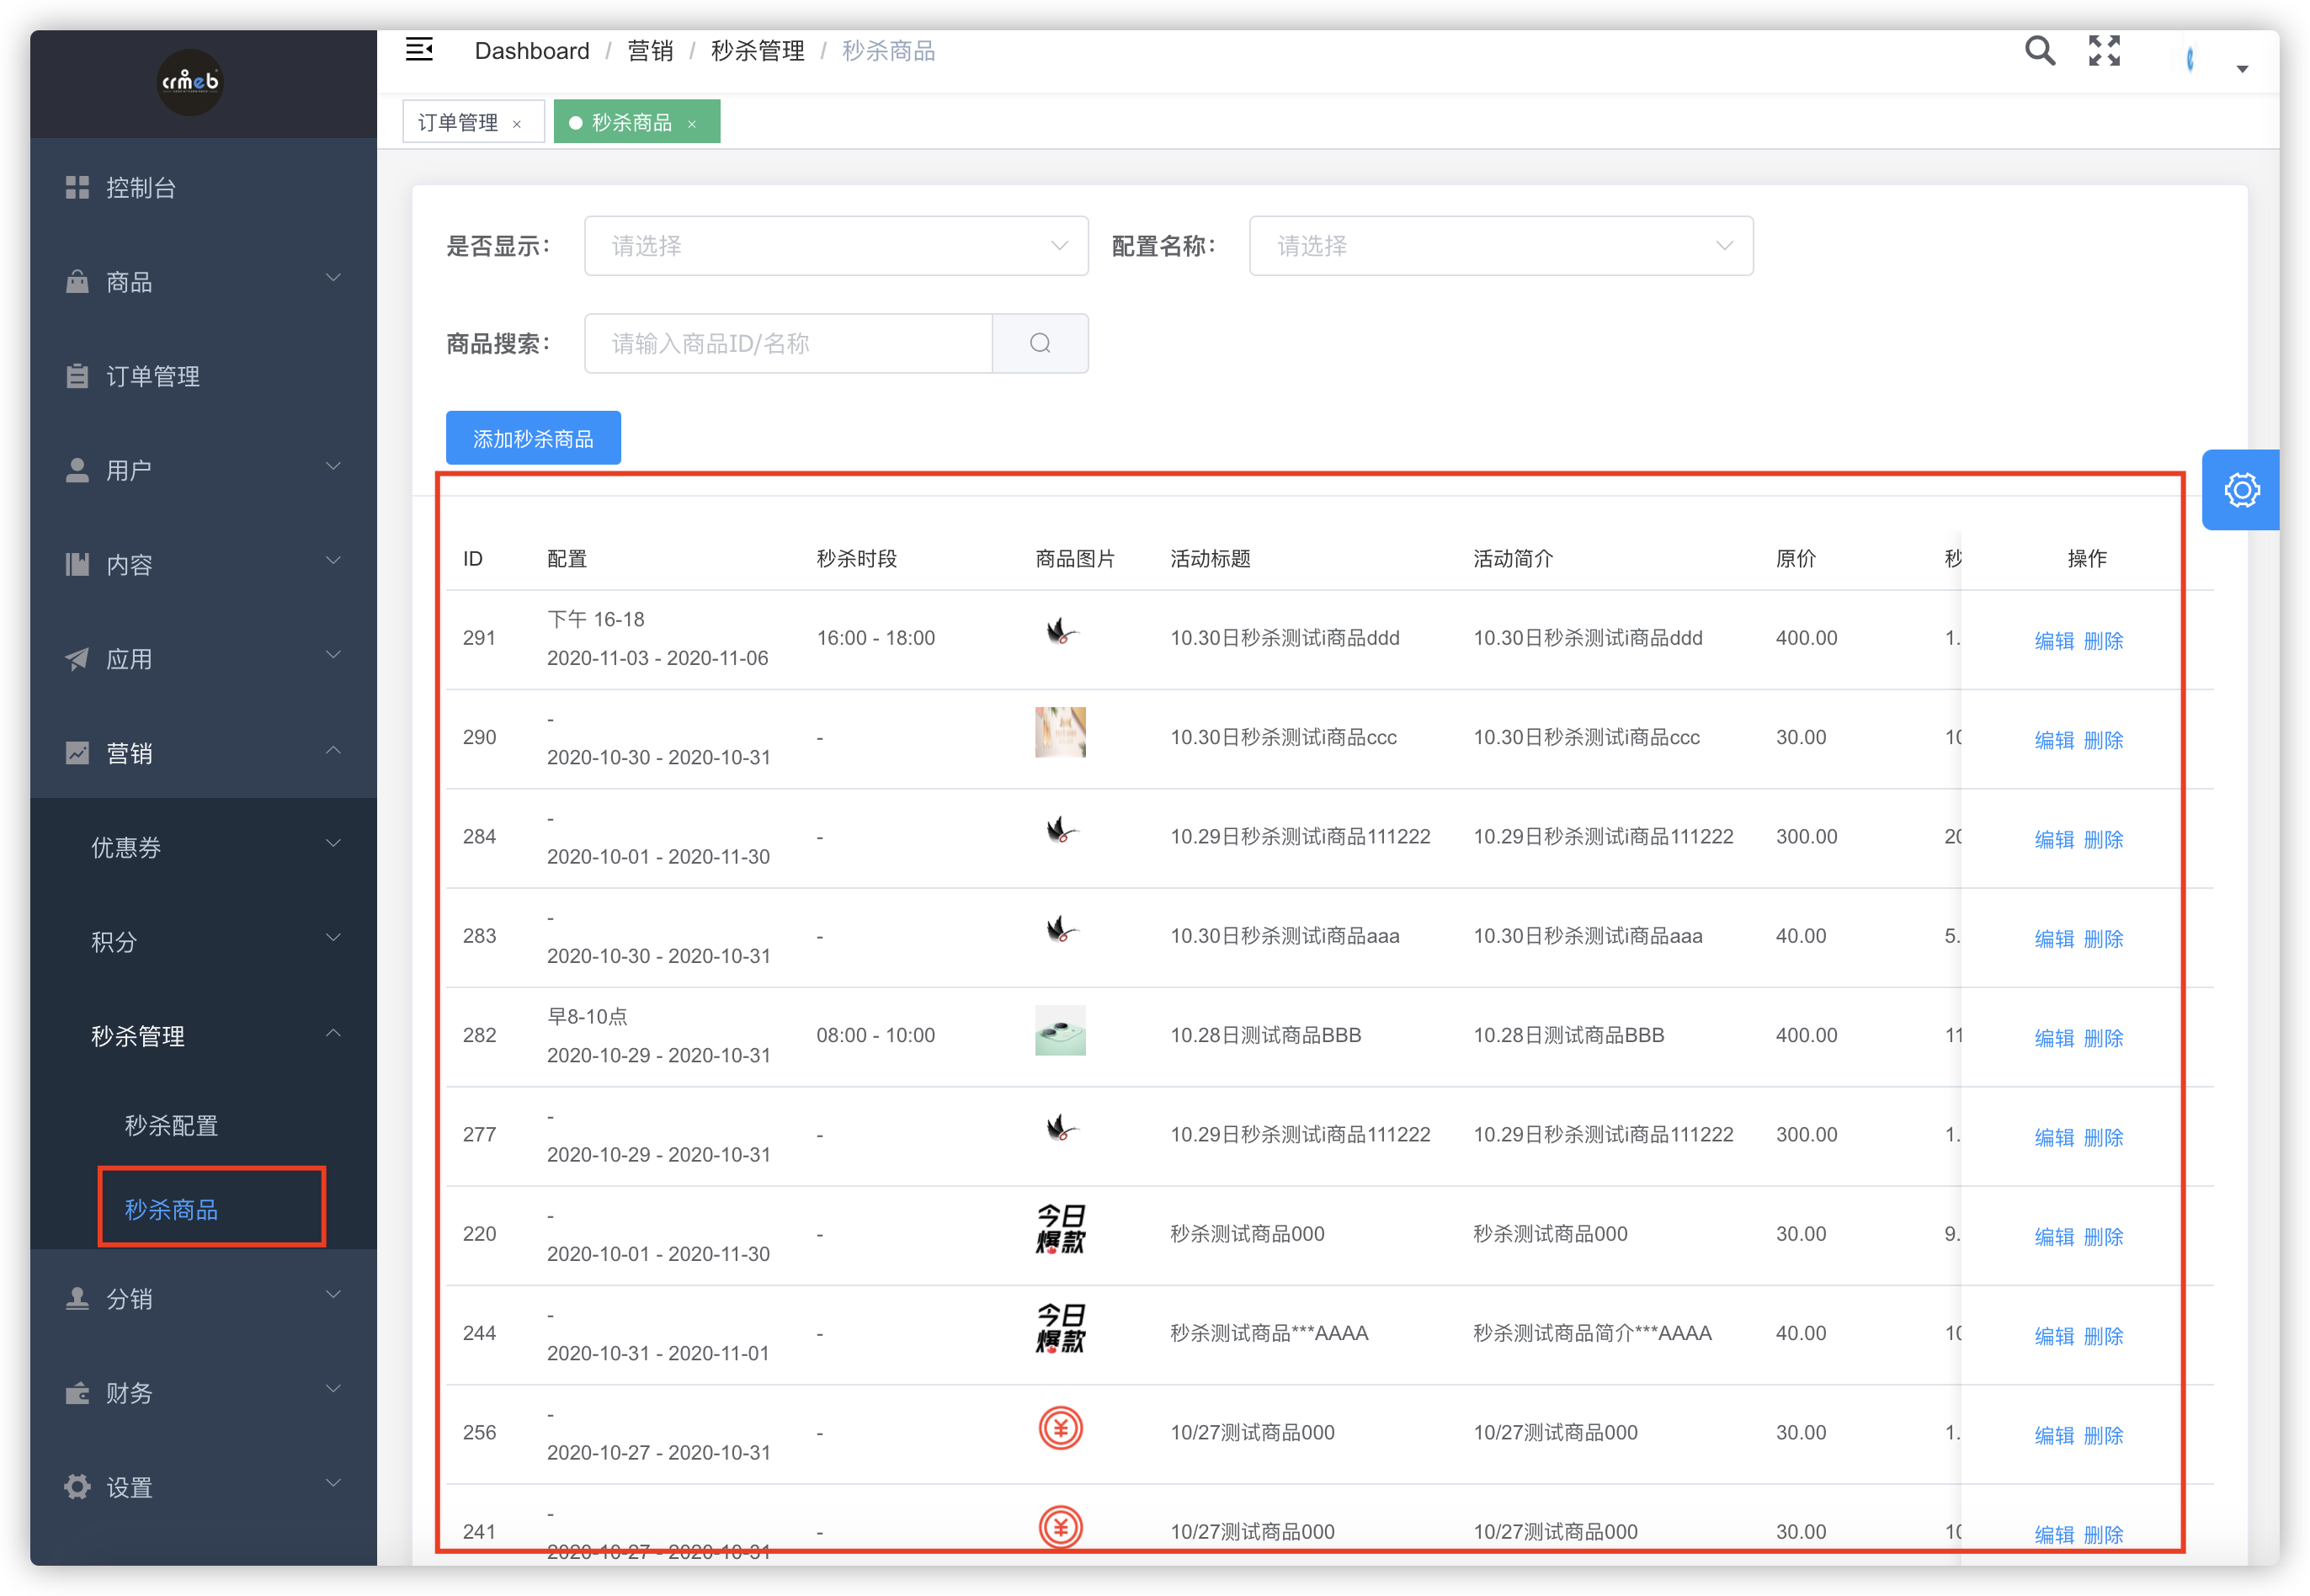 crmeb
Dashboard / 营销 / 秒杀管理 / 秒杀商品
订单管理 ×
秒杀商品 ×
控制台
商品
订单管理
用户
内容
应用
营销
优惠券
积分
秒杀管理
秒杀配置
秒杀商品
分销
财务
设置
是否显示: 请选择 配置名称: 请选择
商品搜索: 请输入商品ID/名称
添加秒杀商品
ID 配置 秒杀时段 商品图片 活动标题 活动简介 原价 秒 操作
下午 16-18
291 16:00 - 18:00 10.30日秒杀测试i商品ddd 10.30日秒杀测试i商品ddd 400.00 1. 编辑 删除
2020-11-03 - 2020-11-06
-
290 - 10.30日秒杀测试i商品ccc 10.30日秒杀测试i商品ccc 30.00 10 编辑 删除
2020-10-30 - 2020-10-31
-
284 - 10.29日秒杀测试i商品111222 10.29日秒杀测试i商品111222 300.00 20 编辑 删除
2020-10-01 - 2020-11-30
-
283 - 10.30日秒杀测试i商品aaa 10.30日秒杀测试i商品aaa 40.00 5. 编辑 删除
2020-10-30 - 2020-10-31
早8-10点
282 08:00 - 10:00 10.28日测试商品BBB 10.28日测试商品BBB 400.00 11 编辑 删除
2020-10-29 - 2020-10-31
-
277 - 10.29日秒杀测试i商品111222 10.29日秒杀测试i商品111222 300.00 1. 编辑 删除
2020-10-29 - 2020-10-31
-
220 - 今日爆款 秒杀测试商品000 秒杀测试商品000 30.00 9. 编辑 删除
2020-10-01 - 2020-11-30
-
244 - 今日爆款 秒杀测试商品***AAAA 秒杀测试商品简介***AAAA 40.00 10 编辑 删除
2020-10-31 - 2020-11-01
-
256 - ¥ 10/27测试商品000 10/27测试商品000 30.00 1. 编辑 删除
2020-10-27 - 2020-10-31
-
241 - ¥ 10/27测试商品000 10/27测试商品000 30.00 10 编辑 删除
2020-10-27 - 2020-10-31